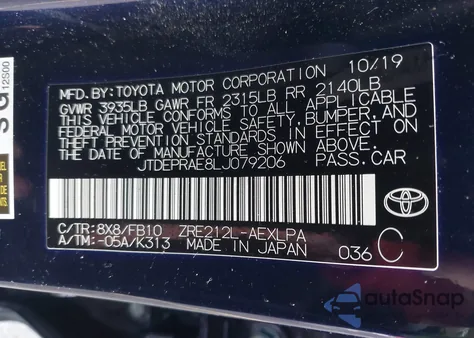 MFD.BY:TOYOTA MOTOR CORPORATION 10/19
GVWR 3935LB GAWR FR 2315LB RR 2140LB
THIS VEHICLE CONFORMS TO ALL APPLICABLE
FEDERAL MOTOR VEHICLE SAFETY, BUMPER, AND
THEFT PREVENTION STANDARDS IN EFFECT ON
THE DATE OF MANUFACTURE SHOWN ABOVE.
JTDEPRAE8LJ079206 PASS.CAR
C/TR:8X8/FB10 ZRE212L-AEXLPA
A/TM:-05A/K313 MADE IN JAPAN 036 C
TOYOTA
12S00
autoSnap